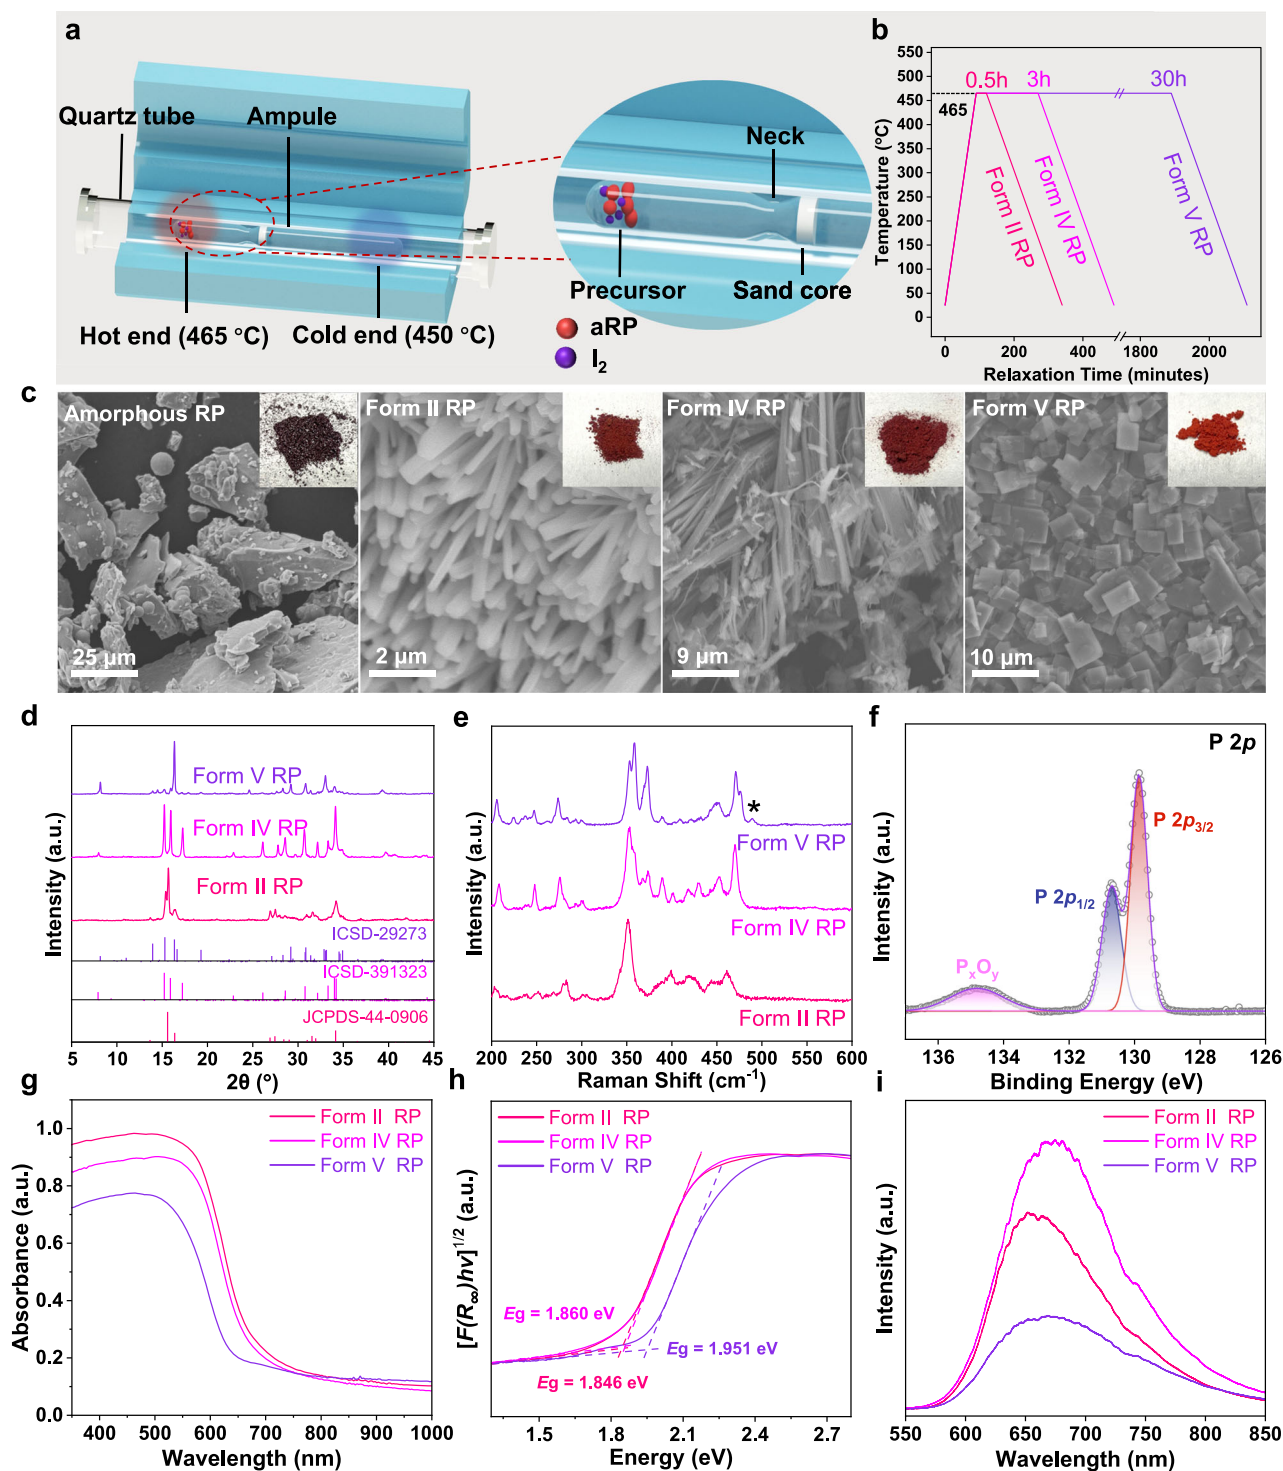 a
Quartz tube
Ampule
Neck
Precursor
Sand core
Hot end (465 °C)
Cold end (450 °C)
aRP
I₂
b
Temperature (°C)
550
500
450
400
350
300
250
200
150
100
50
0
465
0.5h
3h
30h
Form II RP
Form IV RP
Form V RP
0 200 400 1800 2000
Relaxation Time (minutes)
c
Amorphous RP
25 µm
Form II RP
2 µm
Form IV RP
9 µm
Form V RP
10 µm
d
Intensity (a.u.)
Form V RP
Form IV RP
Form II RP
ICSD-29273
ICSD-391323
JCPDS-44-0906
5 10 15 20 25 30 35 40 45
2θ (°)
e
Intensity (a.u.)
*
Form V RP
Form IV RP
Form II RP
200 250 300 350 400 450 500 550 600
Raman Shift (cm⁻¹)
f
P 2p
Intensity (a.u.)
P 2p₃/₂
P 2p₁/₂
PₓOᵧ
136 134 132 130 128 126
Binding Energy (eV)
g
Absorbance (a.u.)
1.0
0.8
0.6
0.4
0.2
0.0
Form II RP
Form IV RP
Form V RP
400 500 600 700 800 900 1000
Wavelength (nm)
h
[F(R∞)hv]¹/² (a.u.)
Form II RP
Form IV RP
Form V RP
Eg = 1.860 eV
Eg = 1.951 eV
Eg = 1.846 eV
1.5 1.8 2.1 2.4 2.7
Energy (eV)
i
Intensity (a.u.)
Form II RP
Form IV RP
Form V RP
550 600 650 700 750 800 850
Wavelength (nm)